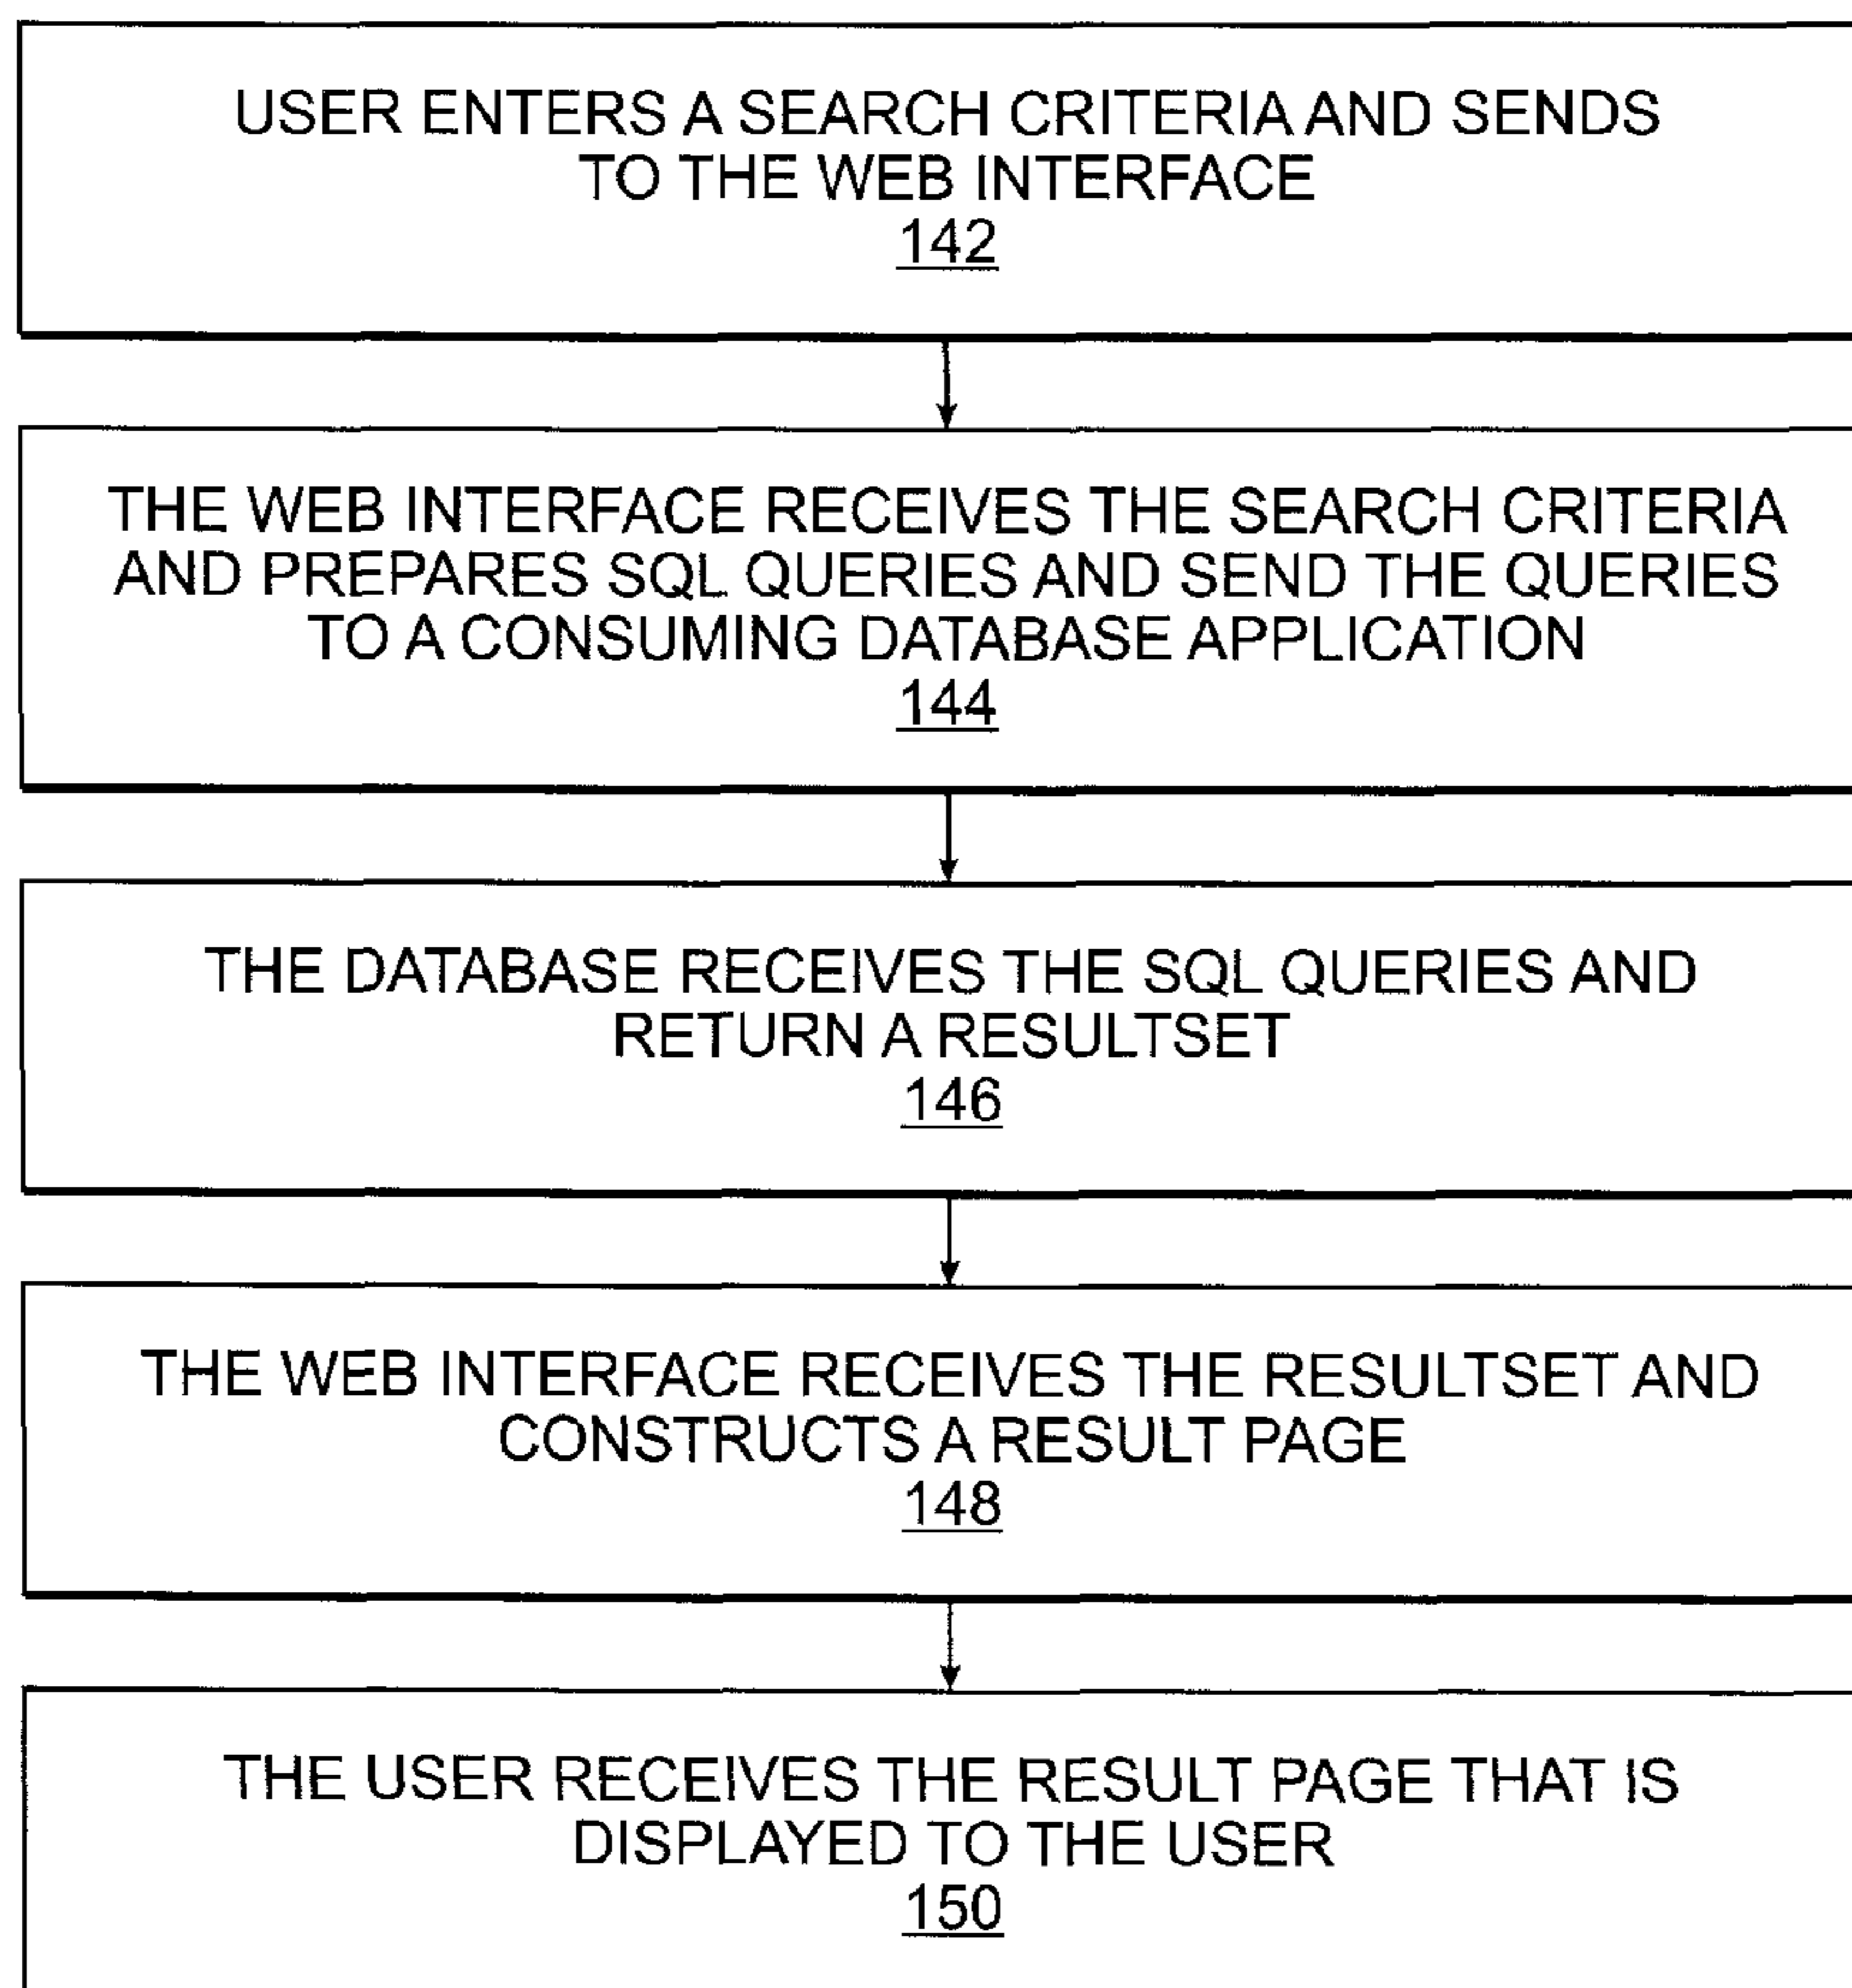 USER ENTERS A SEARCH CRITERIA AND SENDS
TO THE WEB INTERFACE
142
THE WEB INTERFACE RECEIVES THE SEARCH CRITERIA
AND PREPARES SQL QUERIES AND SEND THE QUERIES
TO A CONSUMING DATABASE APPLICATION
144
THE DATABASE RECEIVES THE SQL QUERIES AND
RETURN A RESULTSET
146
THE WEB INTERFACE RECEIVES THE RESULTSET AND
CONSTRUCTS A RESULT PAGE
148
THE USER RECEIVES THE RESULT PAGE THAT IS
DISPLAYED TO THE USER
150